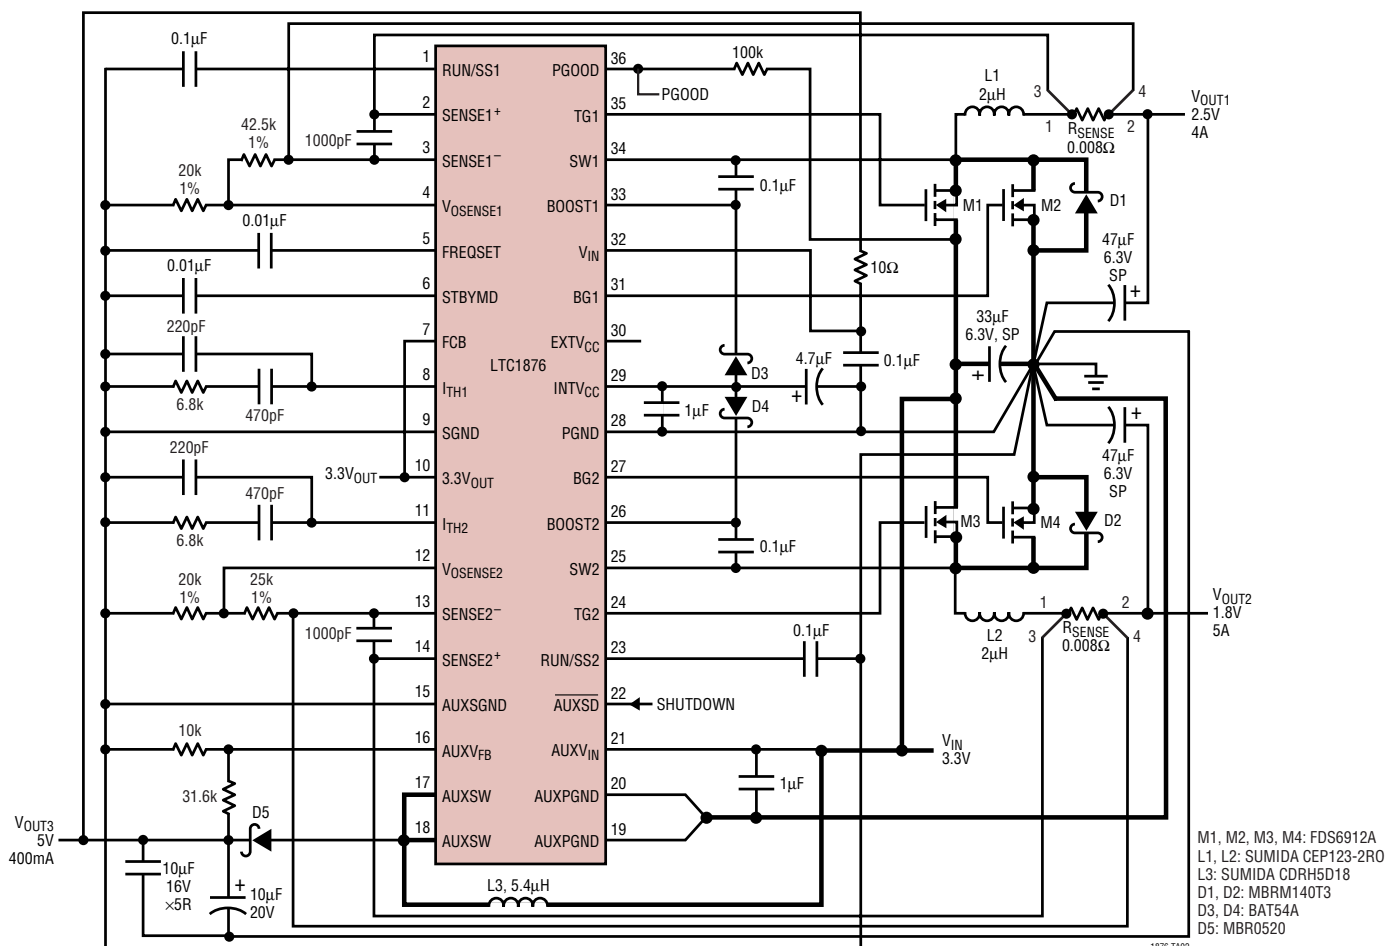 0.1µF
1
RUN/SS1
PGOOD
36
100k
PGOOD
2
SENSE1+
TG1
35
42.5k
1%
1000pF
3
SENSE1−
SW1
34
L1
2µH
3
4
1
RSENSE
0.008Ω
2
VOUT1
2.5V
4A
20k
1%
4
VOSENSE1
BOOST1
33
0.1µF
M1
M2
D1
0.01µF
5
FREQSET
VIN
32
10Ω
47µF
6.3V
SP
+
0.01µF
6
STBYMD
BG1
31
220pF
7
FCB
EXTVCC
30
33µF
6.3V, SP
+
LTC1876
D3
4.7µF
+
0.1µF
6.8k
470pF
8
ITH1
INTVCC
29
1µF
D4
9
SGND
PGND
28
+
47µF
6.3V
SP
220pF
3.3VOUT
10
3.3VOUT
BG2
27
470pF
6.8k
11
ITH2
BOOST2
26
0.1µF
M3
M4
D2
12
VOSENSE2
SW2
25
20k
1%
25k
1%
13
SENSE2−
TG2
24
L2
2µH
1
3
RSENSE
0.008Ω
2
4
VOUT2
1.8V
5A
1000pF
14
SENSE2+
RUN/SS2
23
0.1µF
15
AUXSGND
AUXSD
22
SHUTDOWN
10k
16
AUXVFB
AUXVIN
21
VIN
3.3V
31.6k
17
AUXSW
AUXPGND
20
1µF
D5
18
AUXSW
AUXPGND
19
VOUT3
5V
400mA
10µF
16V
×5R
+
10µF
20V
L3, 5.4µH
M1, M2, M3, M4: FDS6912A
L1, L2: SUMIDA CEP123-2RO
L3: SUMIDA CDRH5D18
D1, D2: MBRM140T3
D3, D4: BAT54A
D5: MBR0520